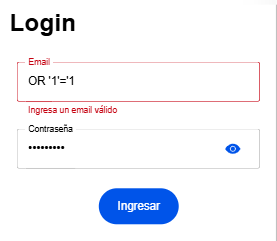 Login
Email
OR '1'='1
Ingresa un email válido
Contraseña
•••••••••
Ingresar